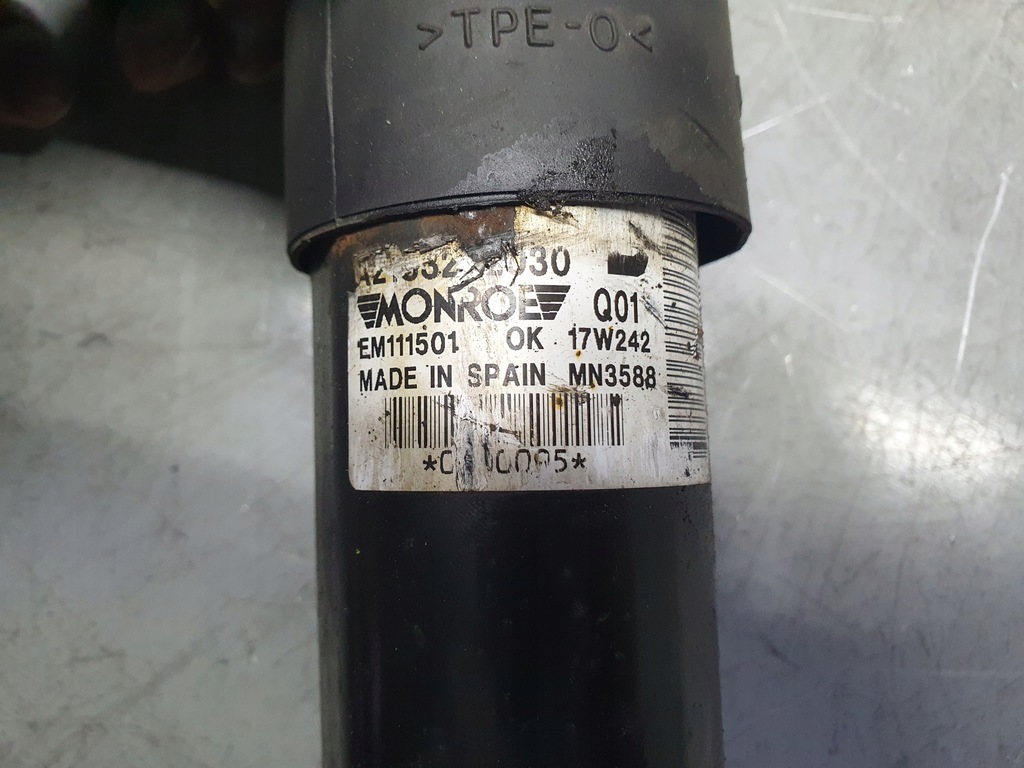 >TPE-O<
MONROE Q01
EM111501 OK 17W242
MADE IN SPAIN MN3588